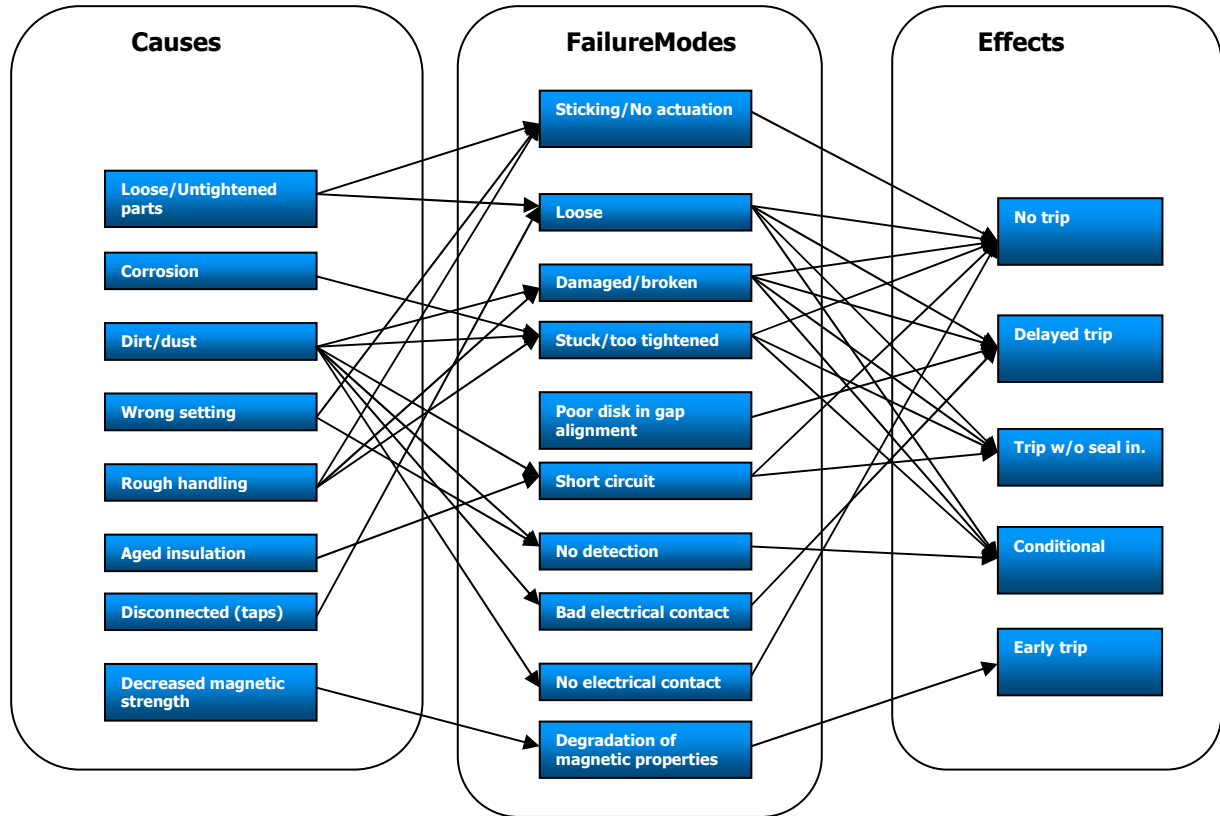 Causes
Loose/Untightened
parts
Corrosion
Dirt/dust
Wrong setting
Rough handling
Aged insulation
Disconnected (taps)
Decreased magnetic
strength
FailureModes
Sticking/No actuation
Loose
Damaged/broken
Stuck/too tightened
Poor disk in gap
alignment
Short circuit
No detection
Bad electrical contact
No electrical contact
Degradation of
magnetic properties
Effects
No trip
Delayed trip
Trip w/o seal in.
Conditional
Early trip